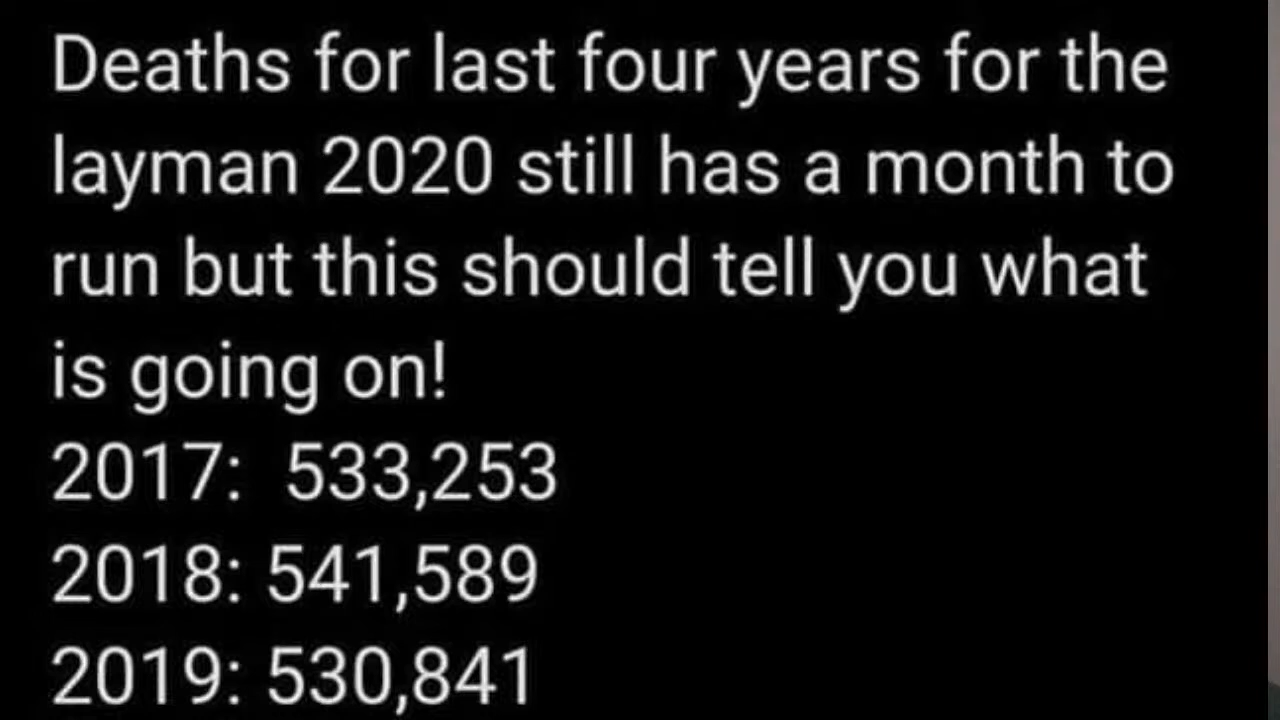 Deaths for last four years for the
layman 2020 still has a month to
run but this should tell you what
is going on!
2017:  533,253
2018: 541,589
2019: 530,841